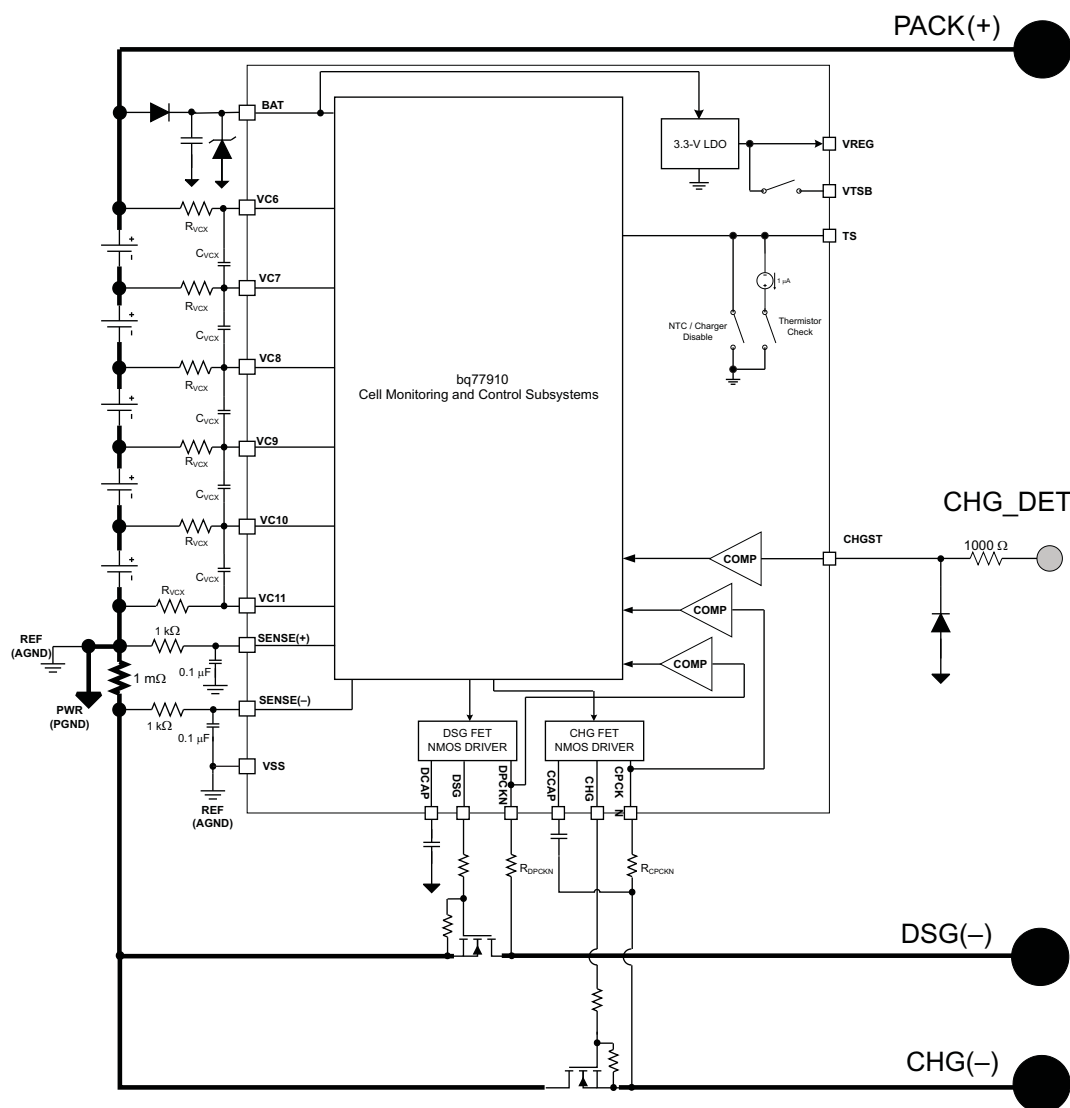 PACK(+)
BAT
3.3-V LDO
VREG
VTSB
VC6
RVCX
TS
CVCX
1 µA
VC7
RVCX
NTC / Charger
Disable
Thermistor
Check
CVCX
VC8
RVCX
bq77910
Cell Monitoring and Control Subsystems
CVCX
VC9
RVCX
CVCX
CHG_DET
VC10
RVCX
CHGST
1000 Ω
COMP
CVCX
RVCX
VC11
COMP
REF
(AGND)
1 kΩ
SENSE(+)
COMP
0.1 µF
1 mΩ
PWR
(PGND)
SENSE(–)
1 kΩ
0.1 µF
DSG FET
NMOS DRIVER
CHG FET
NMOS DRIVER
VSS
DCAP
DSG
DPCKN
CCAP
CHG
CPCK
N
REF
(AGND)
RDPCKN
RCPCKN
DSG(–)
CHG(–)
+
-
+
-
+
-
+
-
+
-